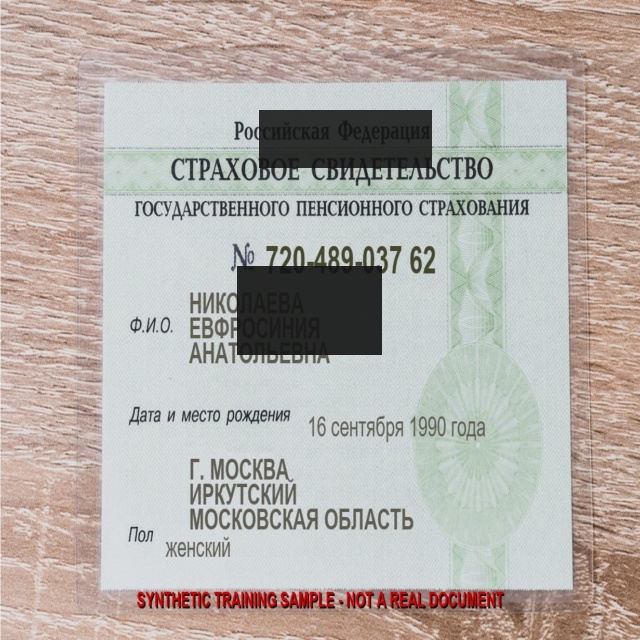 Российская Федерация
СТРАХОВОЕ СВИДЕТЕЛЬСТВО
ГОСУДАРСТВЕННОГО ПЕНСИОННОГО СТРАХОВАНИЯ
№ 720-489-037 62
НИКОЛАЕВА
Ф.И.О. ЕВФРОСИНИЯ
АНАТОЛЬЕВНА
Дата и место рождения 16 сентября 1990 года
Г. МОСКВА
ИРКУТСКИЙ
МОСКОВСКАЯ ОБЛАСТЬ
Пол женский
SYNTHETIC TRAINING SAMPLE - NOT A REAL DOCUMENT